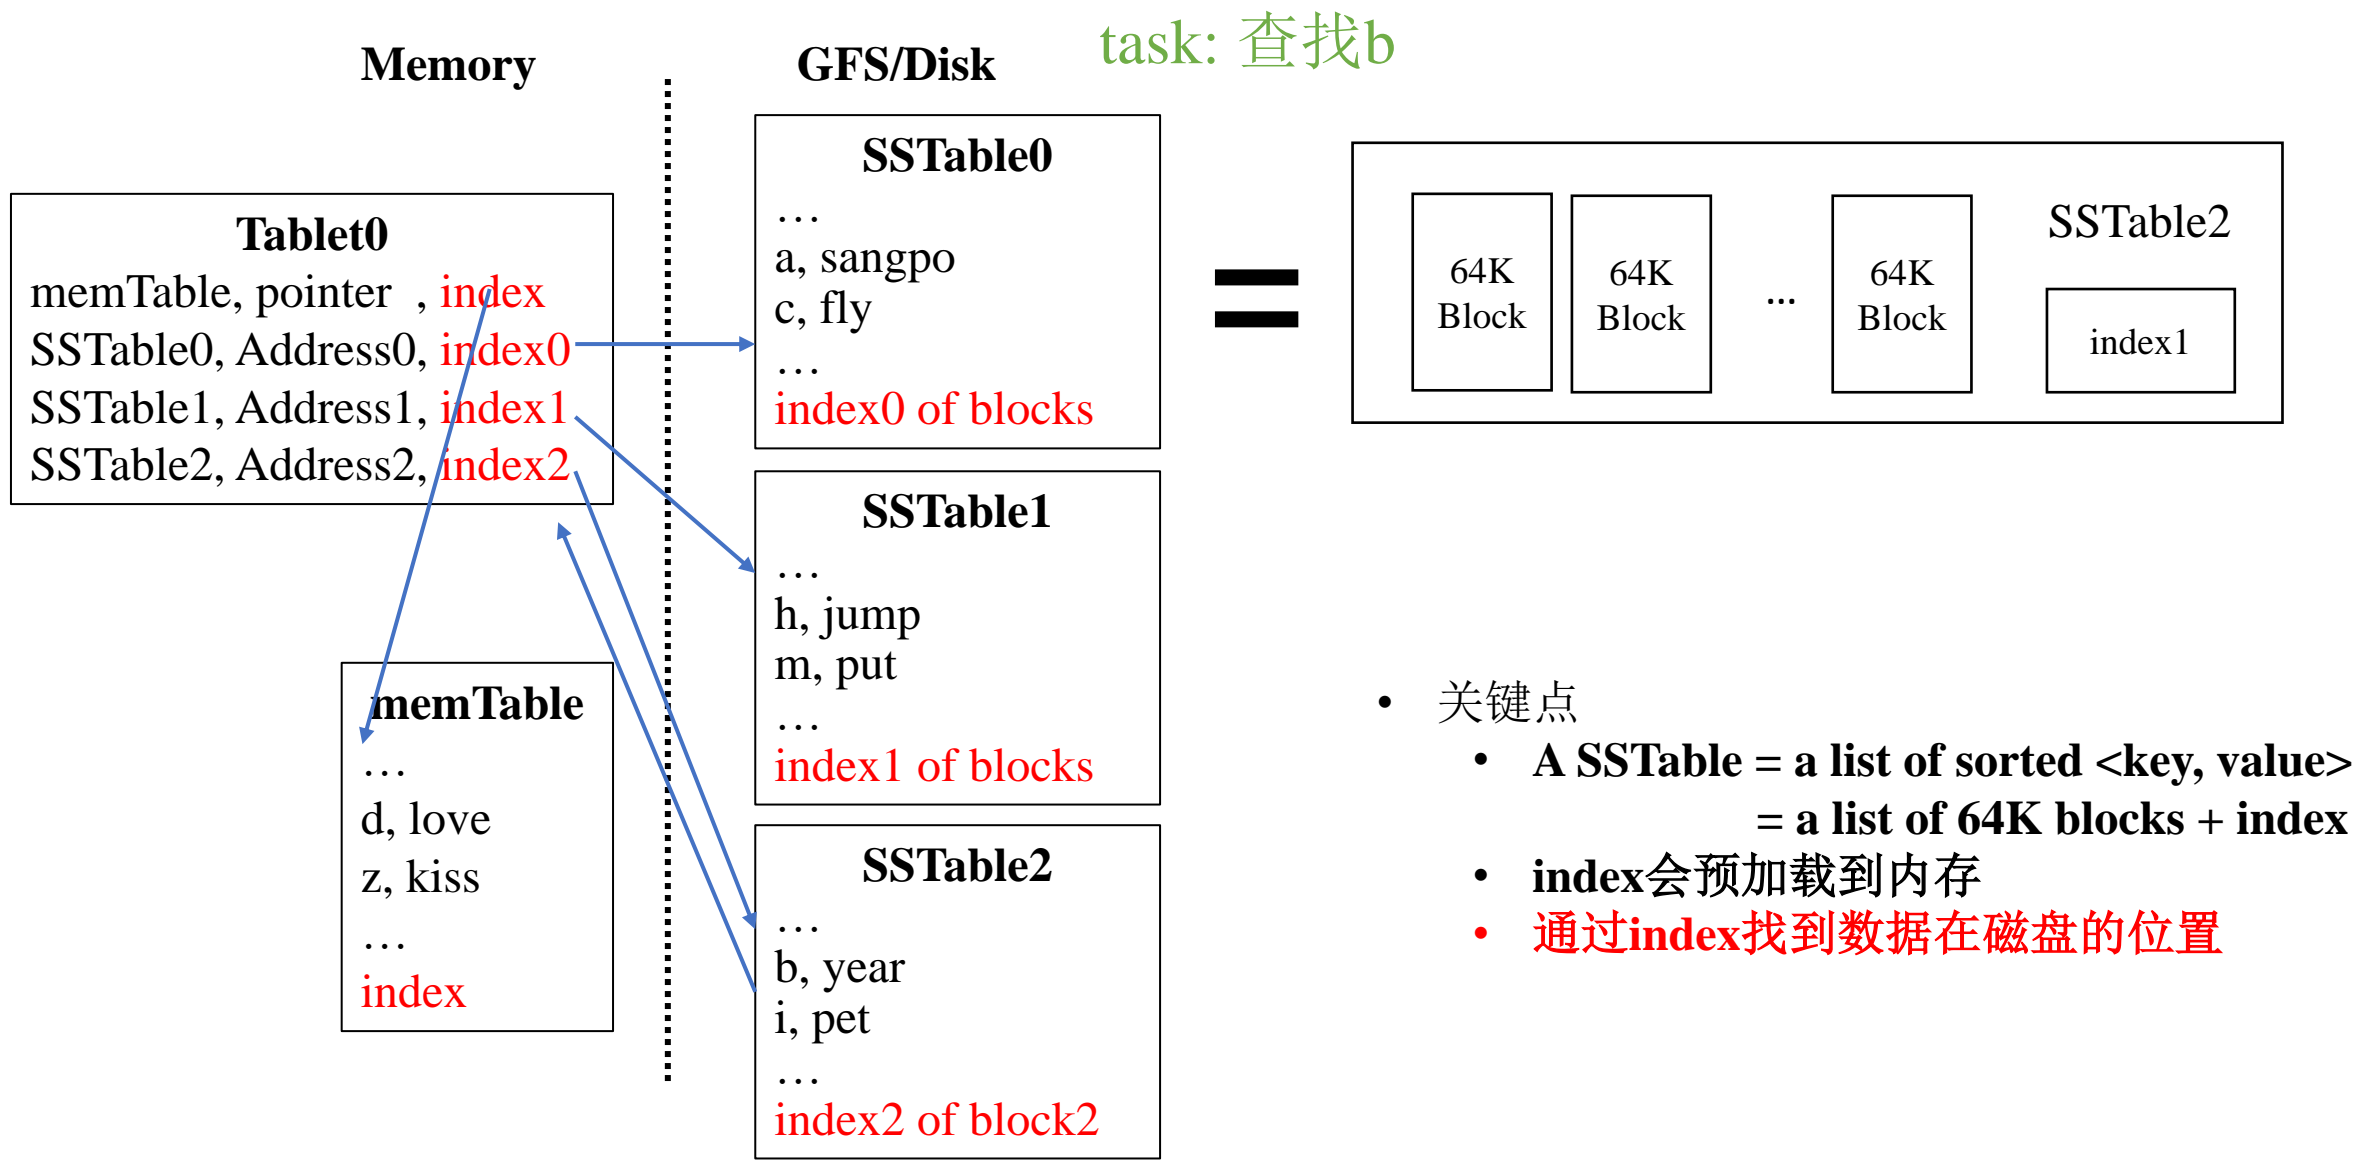 task: 查找b
Memory
GFS/Disk
Tablet0
memTable, pointer , index
SSTable0, Address0, index0
SSTable1, Address1, index1
SSTable2, Address2, index2
memTable
…
d, love
z, kiss
…
index
SSTable0
…
a, sangpo
c, fly
…
index0 of blocks
SSTable1
…
h, jump
m, put
…
index1 of blocks
SSTable2
…
b, year
i, pet
…
index2 of block2
=
64K
Block
64K
Block
...
64K
Block
SSTable2
index1
• 关键点
• A SSTable = a list of sorted <key, value>
= a list of 64K blocks + index
• index会预加载到内存
• 通过index找到数据在磁盘的位置